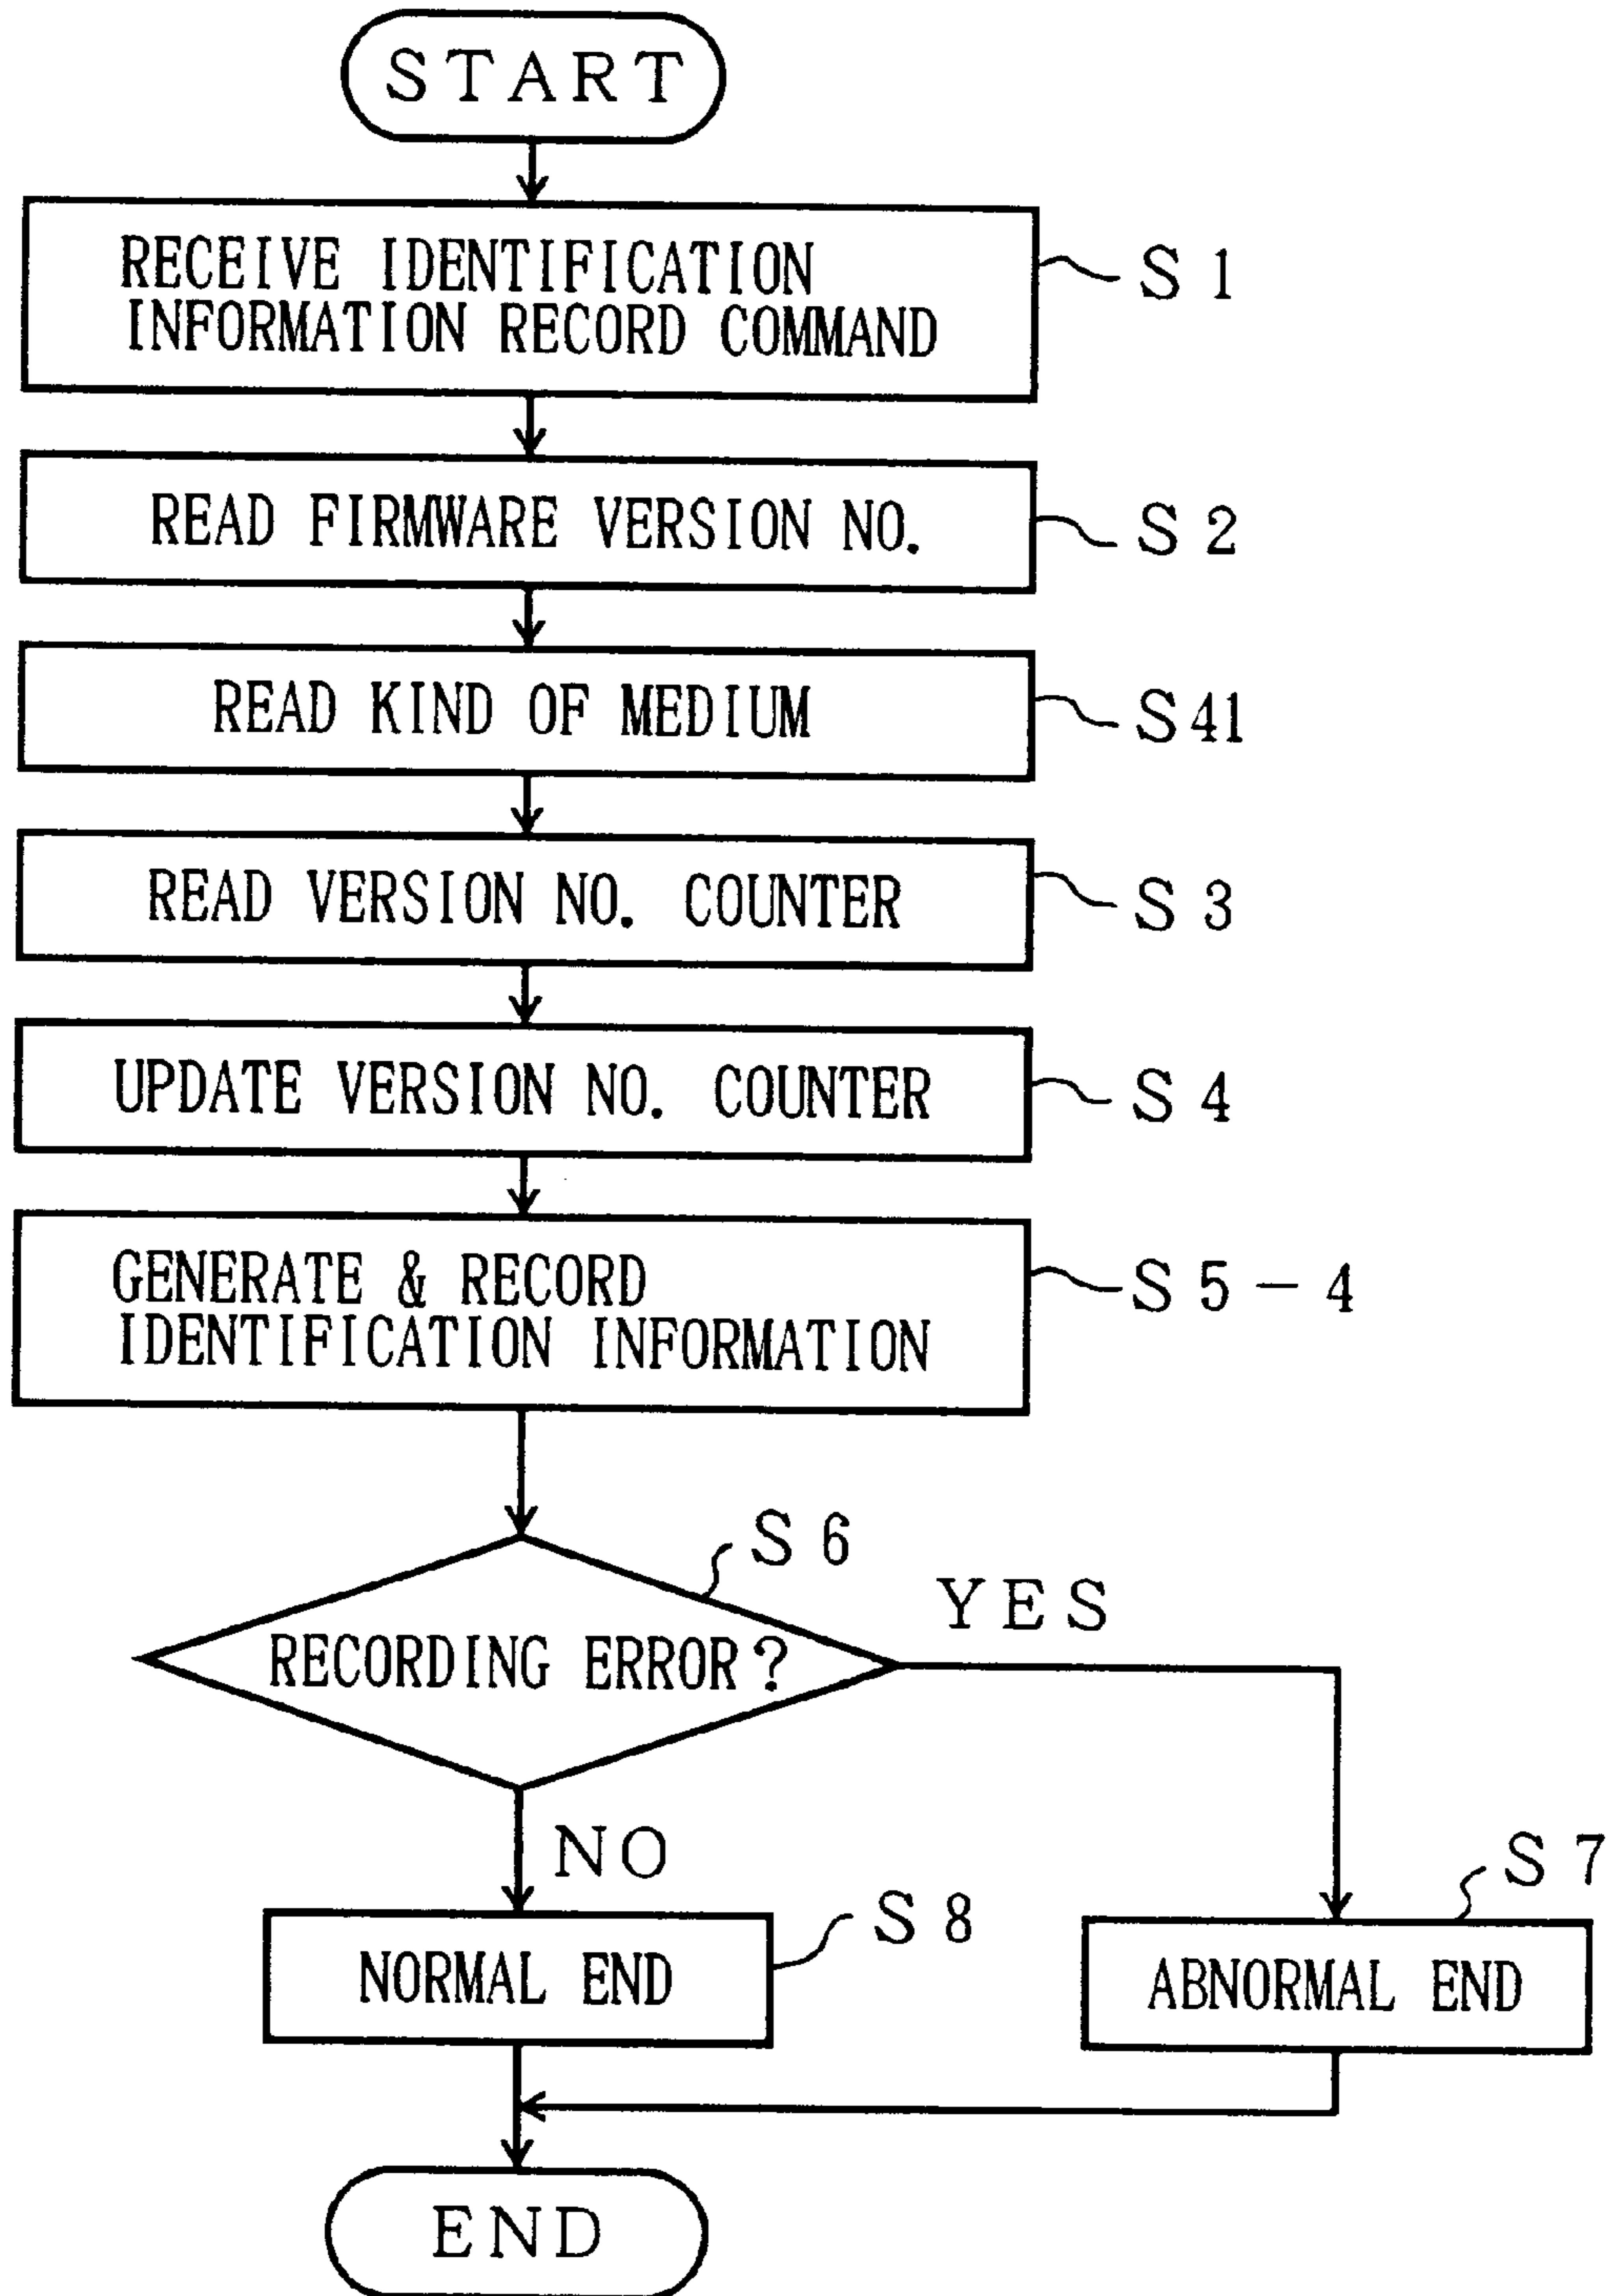 START
RECEIVE IDENTIFICATION
INFORMATION RECORD COMMAND
S1
READ FIRMWARE VERSION NO.
S2
READ KIND OF MEDIUM
S41
READ VERSION NO. COUNTER
S3
UPDATE VERSION NO. COUNTER
S4
GENERATE & RECORD
IDENTIFICATION INFORMATION
S5-4
S6
RECORDING ERROR?
YES
NO
S8
NORMAL END
S7
ABNORMAL END
END